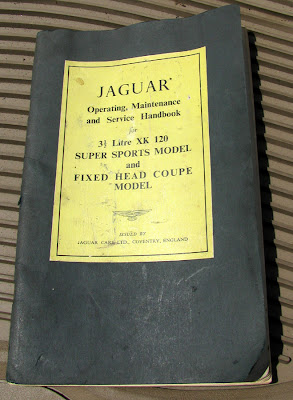 JAGUAR
Operating, Maintenance
and Service Handbook
for
3½ Litre XK 120
SUPER SPORTS MODEL
and
FIXED HEAD COUPE
MODEL
ISSUED BY
JAGUAR CARS LTD., COVENTRY, ENGLAND